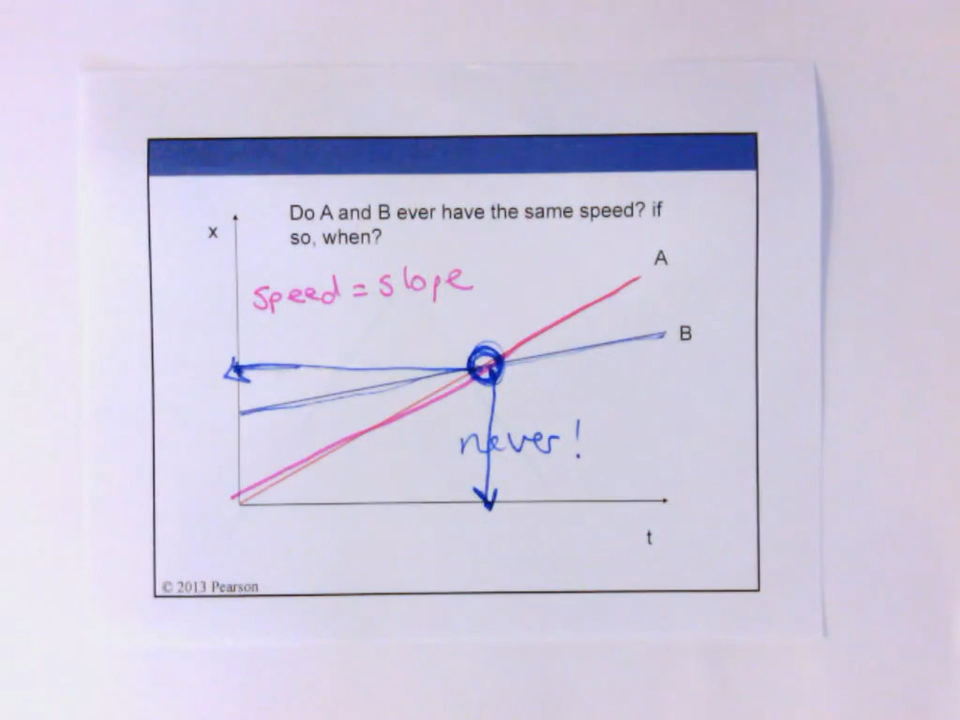 Do A and B ever have the same speed? if
so, when?
x
A
speed = slope
B
never!
t
© 2013 Pearson